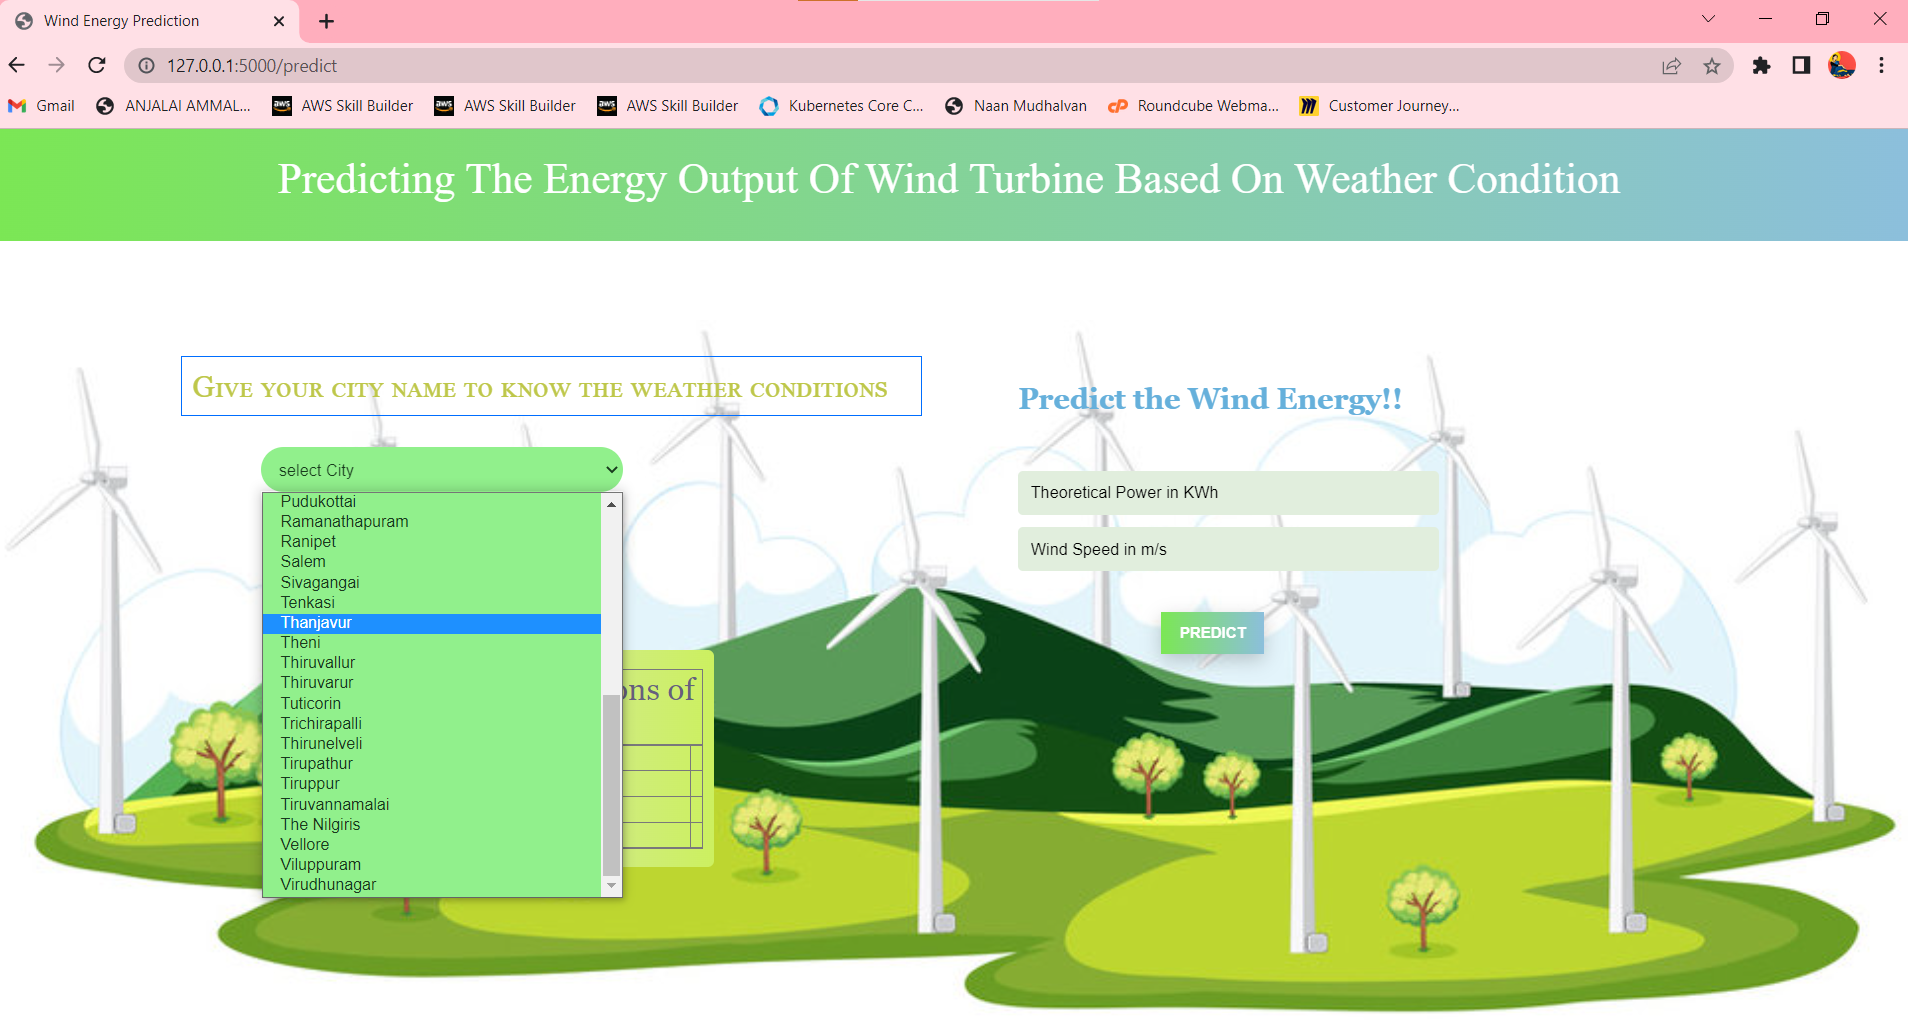 Wind Energy Prediction
127.0.0.1:5000/predict
Gmail ANJALAI AMMAL... AWS Skill Builder AWS Skill Builder AWS Skill Builder Kubernetes Core C... Naan Mudhalvan Roundcube Webma... Customer Journey...
Predicting The Energy Output Of Wind Turbine Based On Weather Condition
Give your city name to know the weather conditions
select City
Pudukottai
Ramanathapuram
Ranipet
Salem
Sivagangai
Tenkasi
Thanjavur
Theni
Thiruvallur
Thiruvarur
Tuticorin
Trichirapalli
Thirunelveli
Tirupathur
Tiruppur
Tiruvannamalai
The Nilgiris
Vellore
Viluppuram
Virudhunagar
ons of
Predict the Wind Energy!!
Theoretical Power in KWh
Wind Speed in m/s
PREDICT